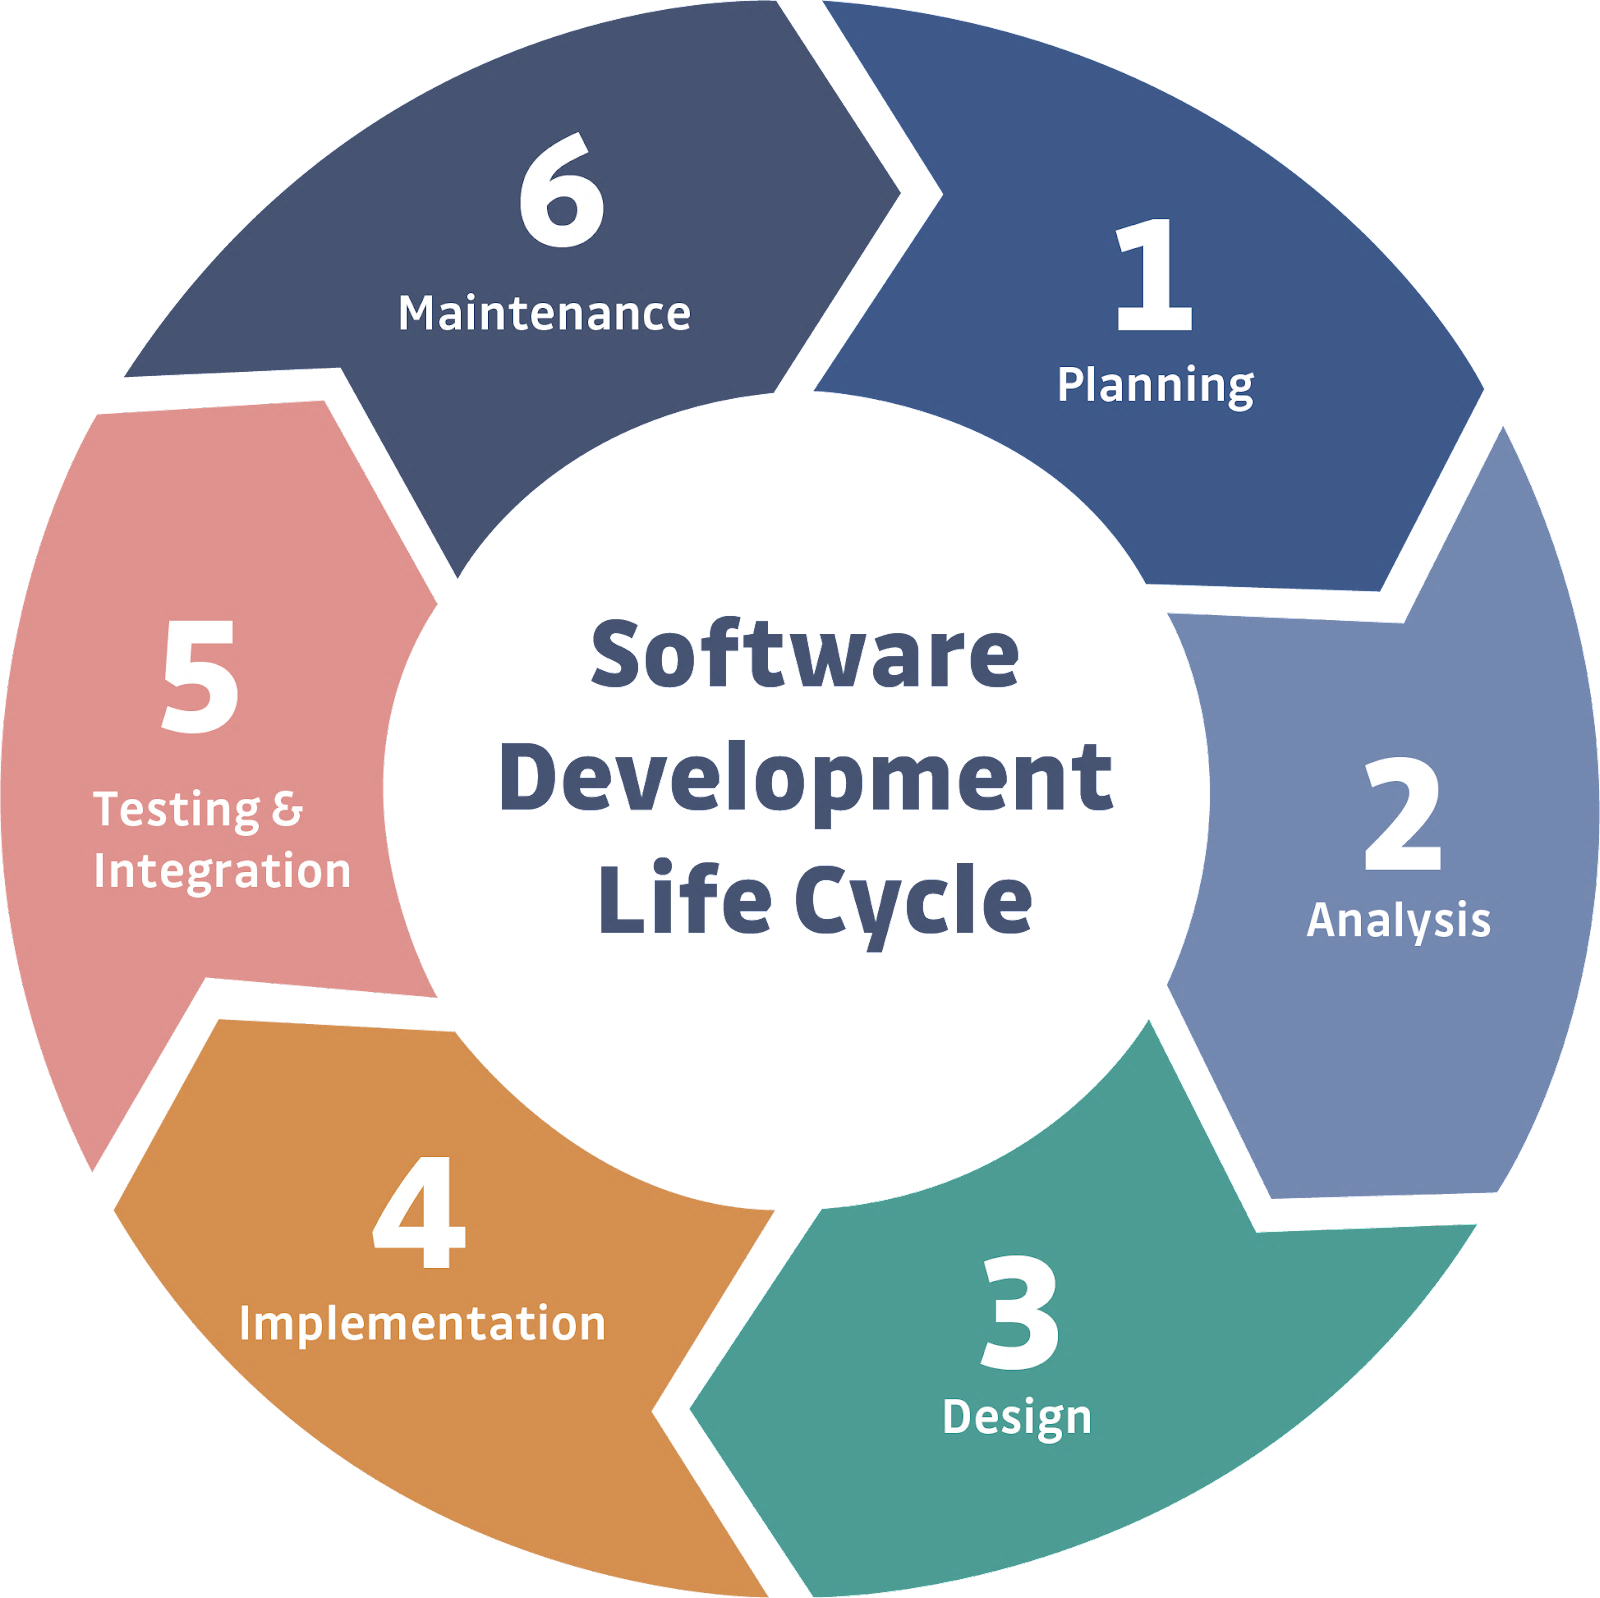 Software
Development
Life Cycle
1
Planning
2
Analysis
3
Design
4
Implementation
5
Testing &
Integration
6
Maintenance